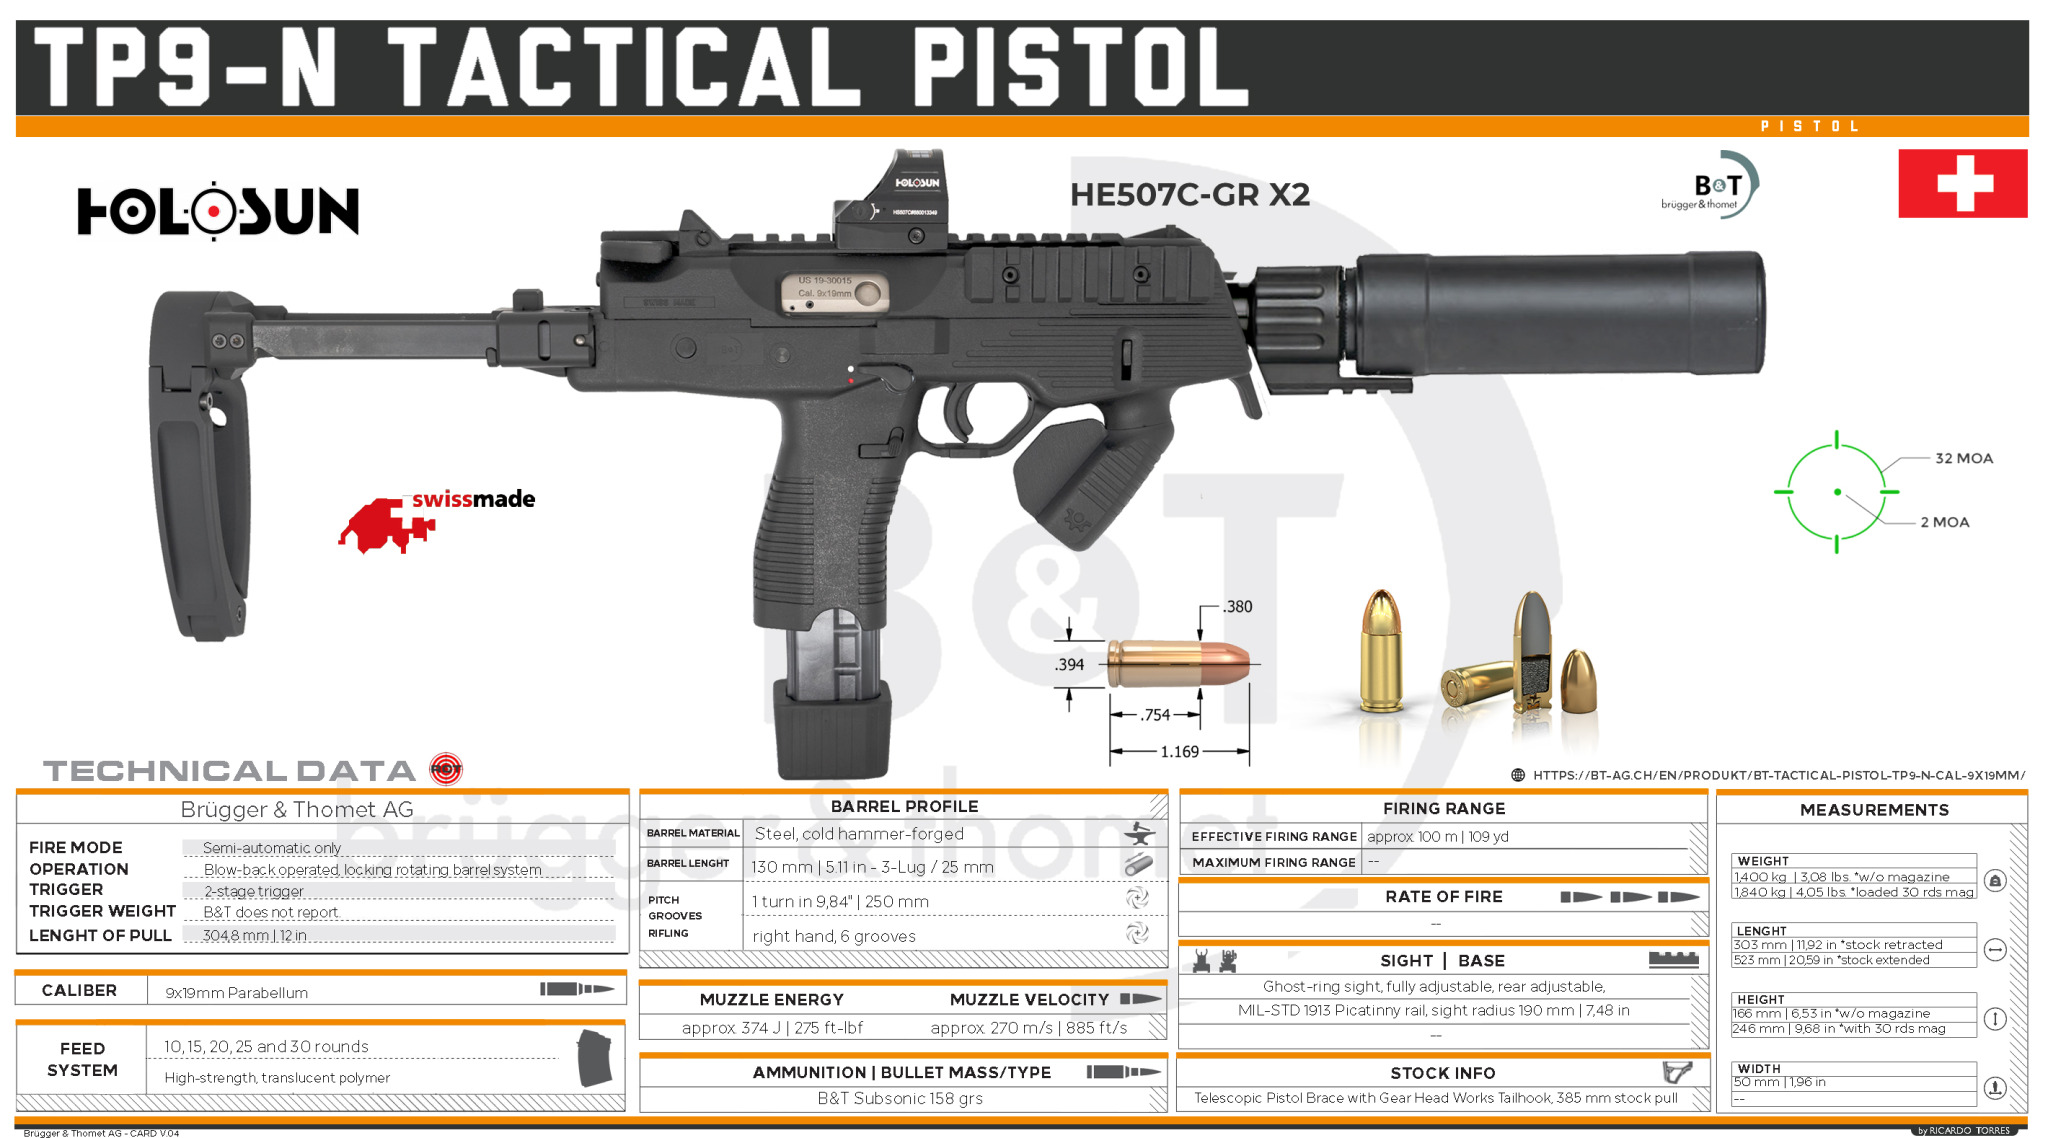 TP9-N TACTICAL PISTOL
PISTOL
HOLOSUN
HE507C-GR X2
B&T
brügger & thomet
HOLOSUN
US 19-30015
Cal. 9x19mm
SWISS MADE
B&T
swissmade
32 MOA
2 MOA
.380
.394
.754
1.169
B&T
brügger & thomet
TECHNICAL DATA
HTTPS://BT-AG.CH/EN/PRODUKT/BT-TACTICAL-PISTOL-TP9-N-CAL-9X19MM/
Brügger & Thomet AG
FIRE MODE Semi-automatic only
OPERATION Blow-back operated, locking rotating barrel system
TRIGGER 2-stage trigger
TRIGGER WEIGHT B&T does not report.
LENGHT OF PULL 304,8 mm | 12 in
CALIBER 9x19mm Parabellum
FEED SYSTEM
10, 15, 20, 25 and 30 rounds
High-strength, translucent polymer
BARREL PROFILE
BARREL MATERIAL Steel, cold hammer-forged
BARREL LENGHT 130 mm | 5.11 in - 3-Lug / 25 mm
PITCH 1 turn in 9,84" | 250 mm
GROOVES
RIFLING right hand, 6 grooves
MUZZLE ENERGY MUZZLE VELOCITY
approx. 374 J | 275 ft-lbf approx. 270 m/s | 885 ft/s
AMMUNITION | BULLET MASS/TYPE
B&T Subsonic 158 grs
FIRING RANGE
EFFECTIVE FIRING RANGE approx. 100 m | 109 yd
MAXIMUM FIRING RANGE --
RATE OF FIRE
--
SIGHT | BASE
Ghost-ring sight, fully adjustable, rear adjustable,
MIL-STD 1913 Picatinny rail, sight radius 190 mm | 7,48 in
--
STOCK INFO
Telescopic Pistol Brace with Gear Head Works Tailhook, 385 mm stock pull
MEASUREMENTS
WEIGHT
1,400 kg. | 3,08 lbs. *w/o magazine
1,840 kg | 4,05 lbs. *loaded 30 rds mag
LENGHT
303 mm | 11,92 in *stock retracted
523 mm | 20,59 in *stock extended
HEIGHT
166 mm | 6,53 in *w/o magazine
246 mm | 9,68 in *with 30 rds mag
WIDTH
50 mm | 1,96 in
--
Brugger & Thomet AG - CARD V.04
by RICARDO TORRES